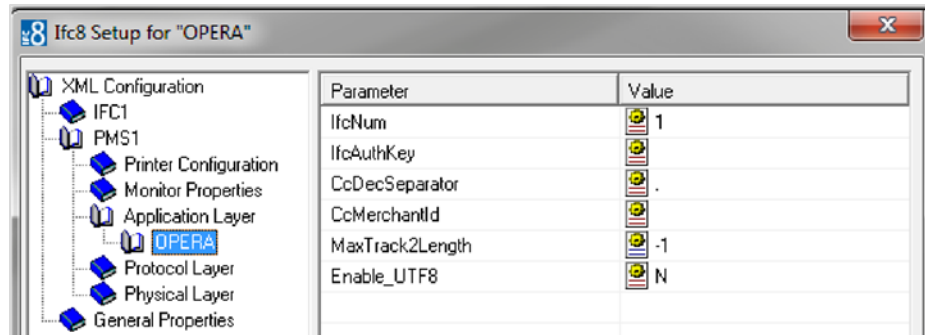 Ifc8 Setup for "OPERA"
XML Configuration
IFC1
PMS1
Printer Configuration
Monitor Properties
Application Layer
OPERA
Protocol Layer
Physical Layer
General Properties
Parameter Value
IfcNum 1
IfcAuthKey
CcDecSeparator .
CcMerchantId
MaxTrack2Length -1
Enable_UTF8 N